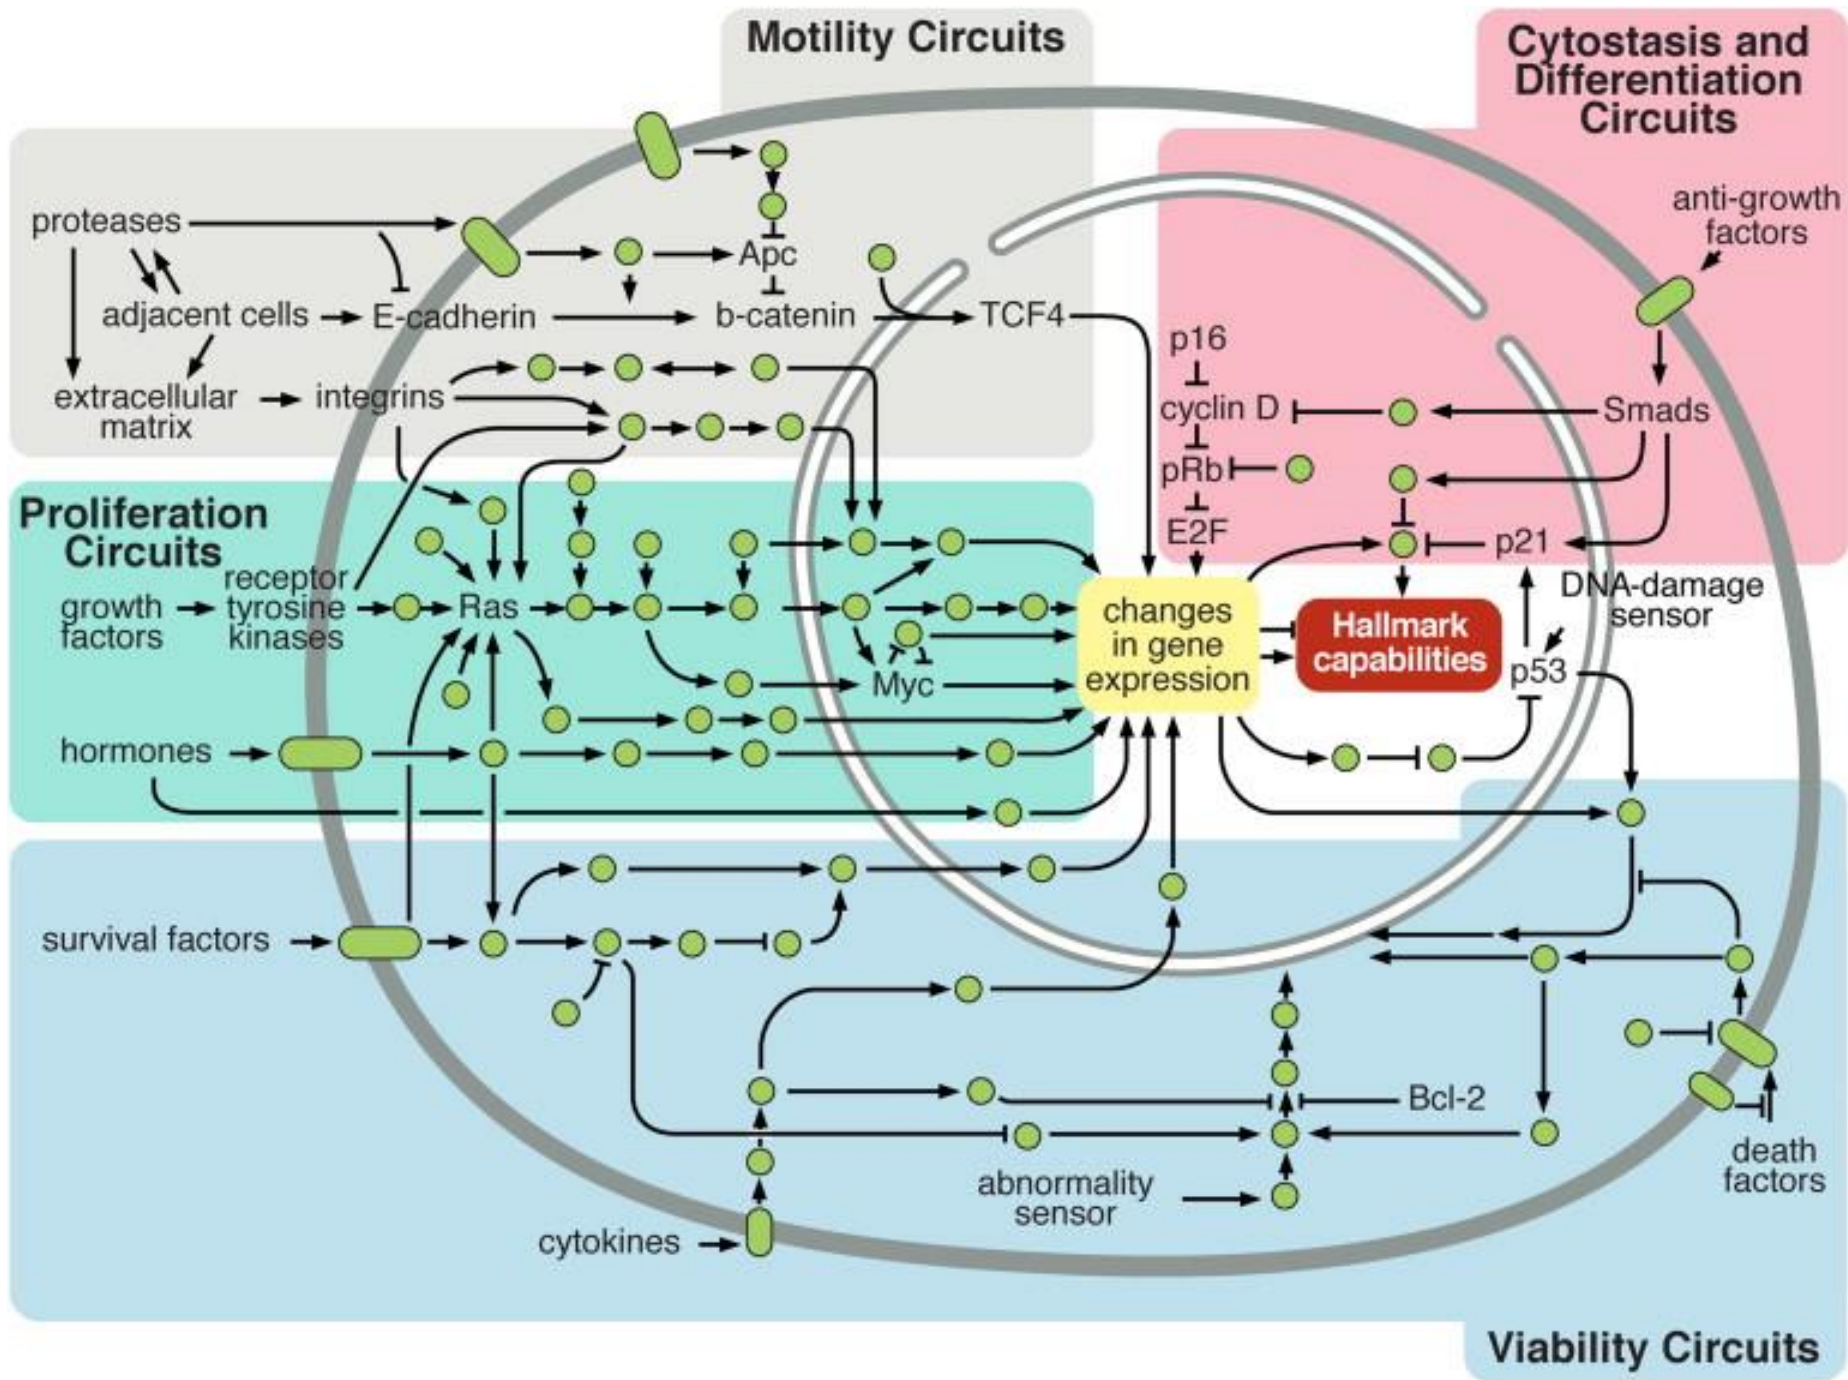 Motility Circuits
Cytostasis and
Differentiation
Circuits
proteases
anti-growth
factors
Apc
adjacent cells
E-cadherin
b-catenin
TCF4
p16
extracellular
matrix
integrins
cyclin D
Smads
pRb
Proliferation
Circuits
E2F
p21
receptor
tyrosine
kinases
growth
factors
Ras
DNA-damage
sensor
changes
in gene
expression
Hallmark
capabilities
p53
Myc
hormones
survival factors
Bcl-2
abnormality
sensor
death
factors
cytokines
Viability Circuits